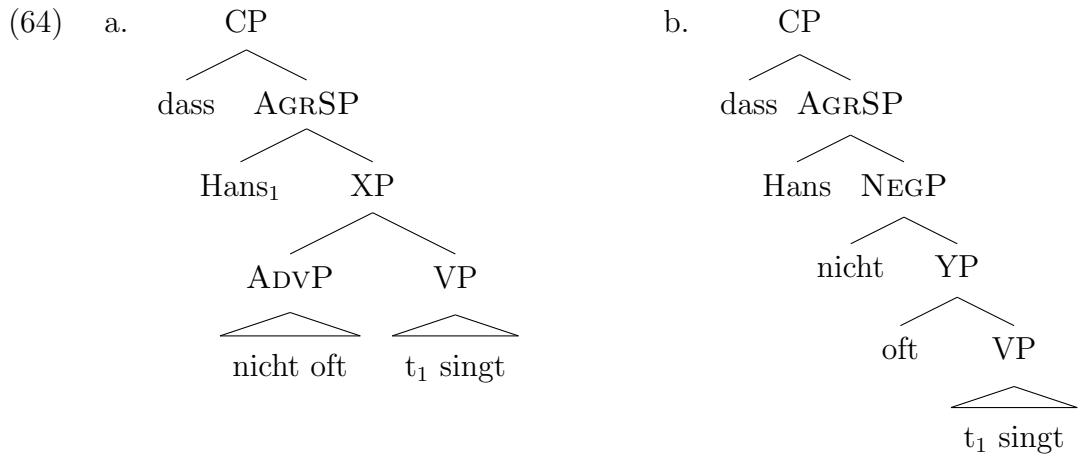 (64) a. CP b. CP
dass AGRSP dass AGRSP
Hans₁ XP Hans NEGP
ADVP VP nicht YP
nicht oft t₁ singt oft VP
t₁ singt